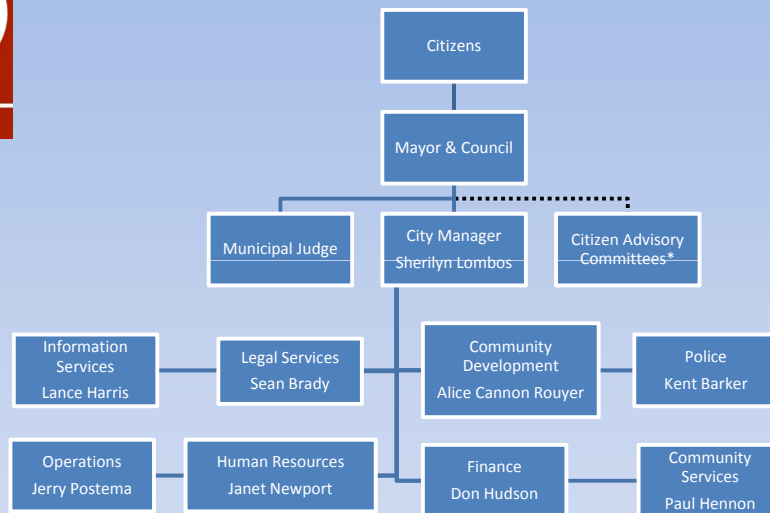 Citizens
Mayor & Council
Municipal Judge
City Manager
Sherilyn Lombos
Citizen Advisory
Committees*
Information
Services
Lance Harris
Legal Services
Sean Brady
Community
Development
Alice Cannon Rouyer
Police
Kent Barker
Operations
Jerry Postema
Human Resources
Janet Newport
Finance
Don Hudson
Community
Services
Paul Hennon